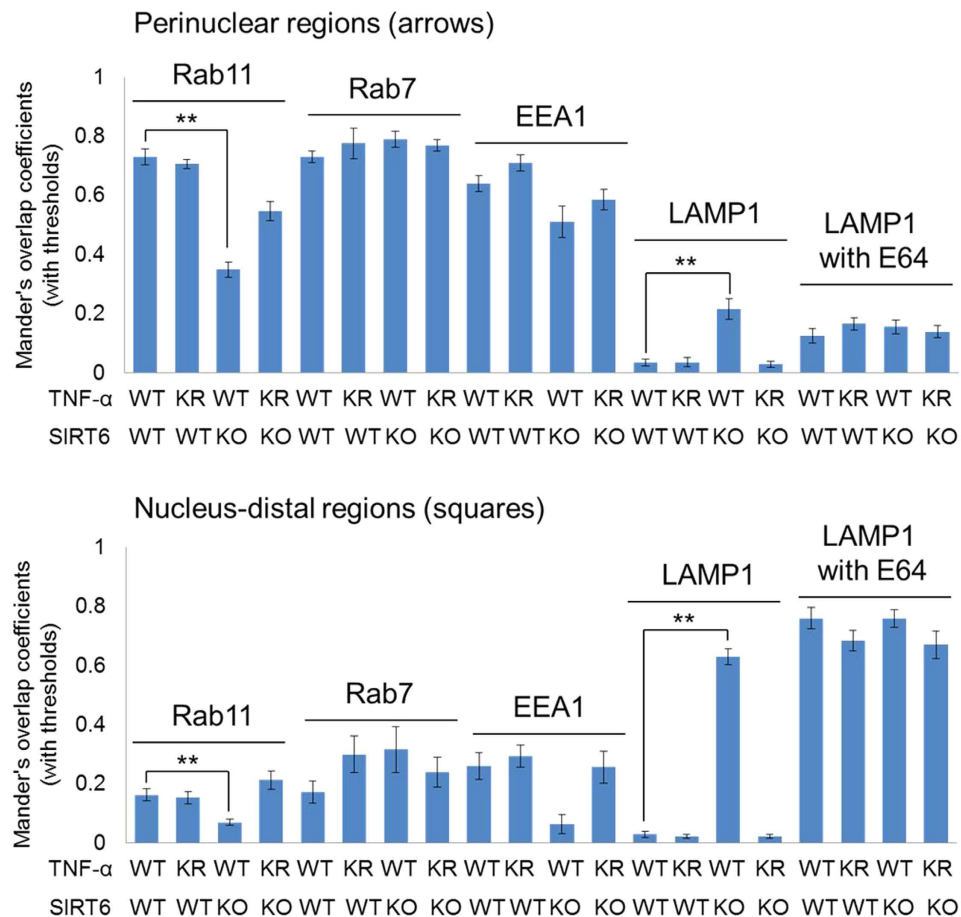 Perinuclear regions (arrows)
Mander's overlap coefficients
(with thresholds)
1
0.8
0.6
0.4
0.2
0
Rab11
**
Rab7
EEA1
LAMP1
**
LAMP1
with E64
TNF-α WT KR WT KR WT KR WT KR WT KR WT KR WT KR WT KR WT KR WT KR
SIRT6 WT WT KO KO WT WT KO KO WT WT KO KO WT WT KO KO WT WT KO KO
Nucleus-distal regions (squares)
Mander's overlap coefficients
(with thresholds)
1
0.8
0.6
0.4
0.2
0
Rab11
**
Rab7
EEA1
LAMP1
**
LAMP1
with E64
TNF-α WT KR WT KR WT KR WT KR WT KR WT KR WT KR WT KR WT KR WT KR
SIRT6 WT WT KO KO WT WT KO KO WT WT KO KO WT WT KO KO WT WT KO KO